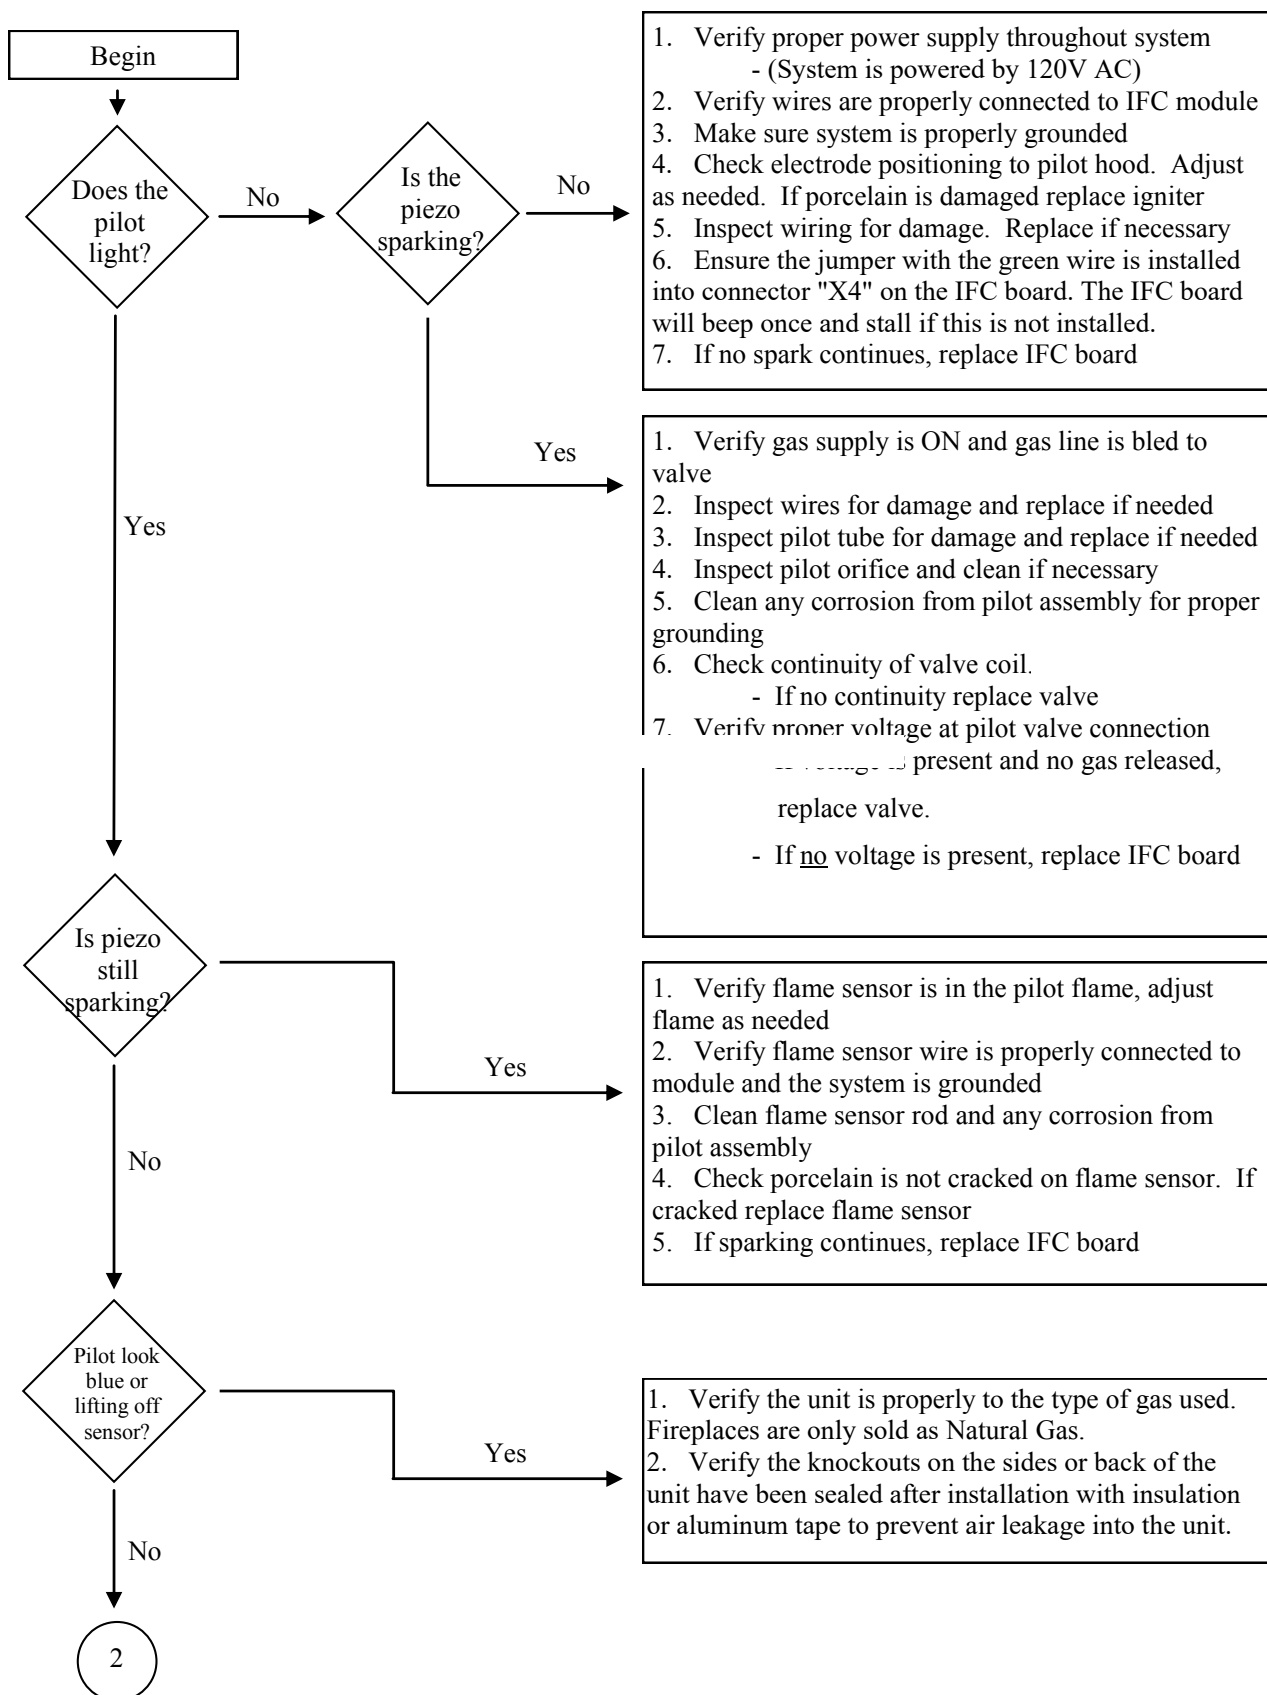 Begin
Does the
pilot
light?
No
Is the
piezo
sparking?
No
1. Verify proper power supply throughout system
- (System is powered by 120V AC)
2. Verify wires are properly connected to IFC module
3. Make sure system is properly grounded
4. Check electrode positioning to pilot hood. Adjust
as needed. If porcelain is damaged replace igniter
5. Inspect wiring for damage. Replace if necessary
6. Ensure the jumper with the green wire is installed
into connector "X4" on the IFC board. The IFC board
will beep once and stall if this is not installed.
7. If no spark continues, replace IFC board
Yes
Yes
1. Verify gas supply is ON and gas line is bled to
valve
2. Inspect wires for damage and replace if needed
3. Inspect pilot tube for damage and replace if needed
4. Inspect pilot orifice and clean if necessary
5. Clean any corrosion from pilot assembly for proper
grounding
6. Check continuity of valve coil.
- If no continuity replace valve
7. Verify proper voltage at pilot valve connection
voltage is present and no gas released,
replace valve.
- If no voltage is present, replace IFC board
Is piezo
still
sparking?
Yes
1. Verify flame sensor is in the pilot flame, adjust
flame as needed
2. Verify flame sensor wire is properly connected to
module and the system is grounded
3. Clean flame sensor rod and any corrosion from
pilot assembly
4. Check porcelain is not cracked on flame sensor. If
cracked replace flame sensor
5. If sparking continues, replace IFC board
No
Pilot look
blue or
lifting off
sensor?
Yes
1. Verify the unit is properly to the type of gas used.
Fireplaces are only sold as Natural Gas.
2. Verify the knockouts on the sides or back of the
unit have been sealed after installation with insulation
or aluminum tape to prevent air leakage into the unit.
No
2